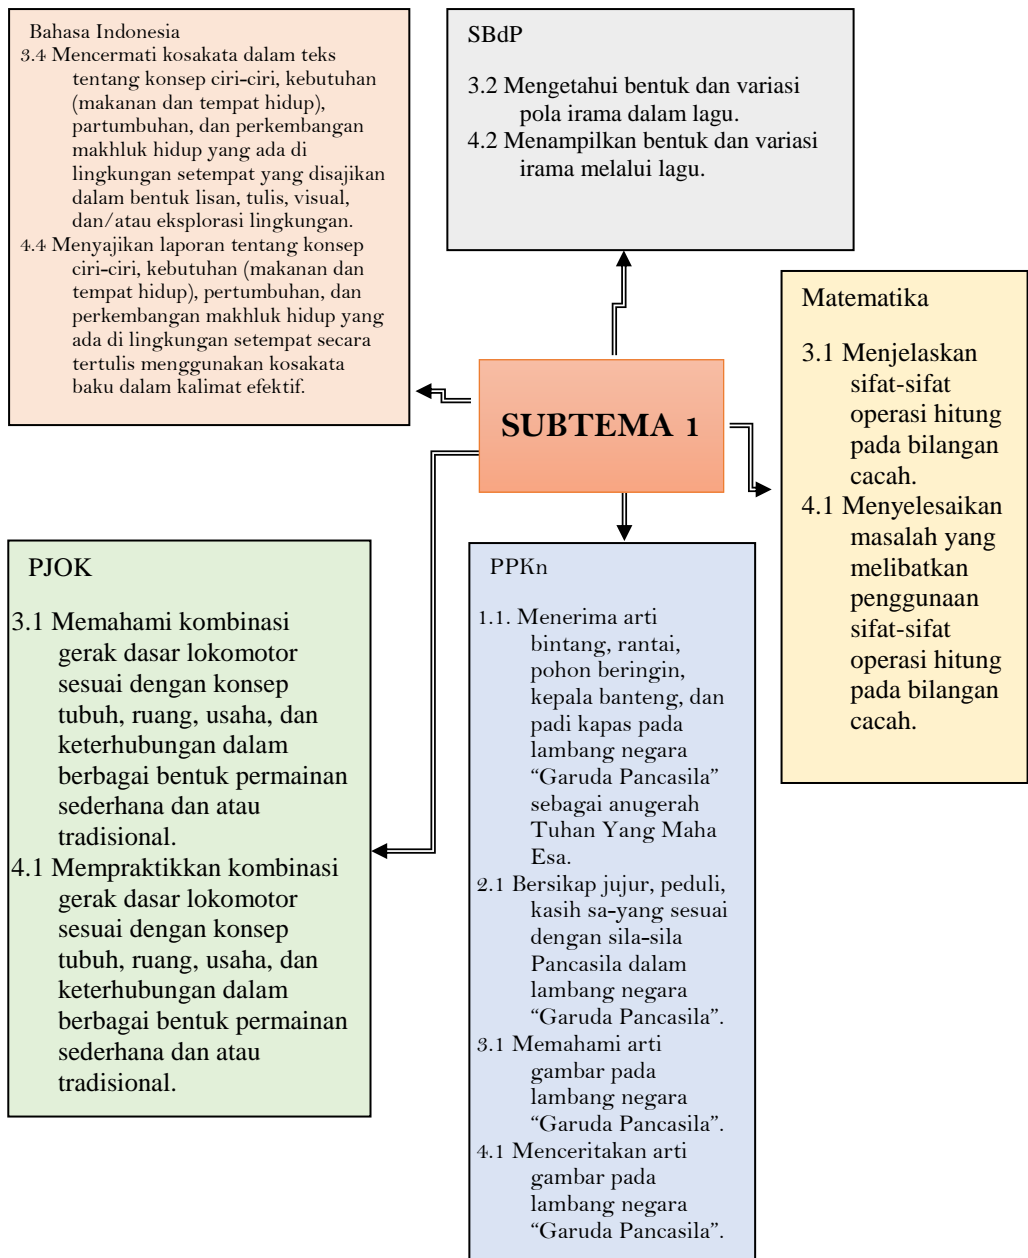 Bahasa Indonesia
3.4 Mencermati kosakata dalam teks
tentang konsep ciri-ciri, kebutuhan
(makanan dan tempat hidup),
partumbuhan, dan perkembangan
makhluk hidup yang ada di
lingkungan setempat yang disajikan
dalam bentuk lisan, tulis, visual,
dan/atau eksplorasi lingkungan.
4.4 Menyajikan laporan tentang konsep
ciri-ciri, kebutuhan (makanan dan
tempat hidup), pertumbuhan, dan
perkembangan makhluk hidup yang
ada di lingkungan setempat secara
tertulis menggunakan kosakata
baku dalam kalimat efektif.
SBdP
3.2 Mengetahui bentuk dan variasi
pola irama dalam lagu.
4.2 Menampilkan bentuk dan variasi
irama melalui lagu.
Matematika
3.1 Menjelaskan
sifat-sifat
operasi hitung
pada bilangan
cacah.
4.1 Menyelesaikan
masalah yang
melibatkan
penggunaan
sifat-sifat
operasi hitung
pada bilangan
cacah.
SUBTEMA 1
PJOK
3.1 Memahami kombinasi
gerak dasar lokomotor
sesuai dengan konsep
tubuh, ruang, usaha, dan
keterhubungan dalam
berbagai bentuk permainan
sederhana dan atau
tradisional.
4.1 Mempraktikkan kombinasi
gerak dasar lokomotor
sesuai dengan konsep
tubuh, ruang, usaha, dan
keterhubungan dalam
berbagai bentuk permainan
sederhana dan atau
tradisional.
PPKn
1.1. Menerima arti
bintang, rantai,
pohon beringin,
kepala banteng, dan
padi kapas pada
lambang negara
“Garuda Pancasila”
sebagai anugerah
Tuhan Yang Maha
Esa.
2.1 Bersikap jujur, peduli,
kasih sa-yang sesuai
dengan sila-sila
Pancasila dalam
lambang negara
“Garuda Pancasila”.
3.1 Memahami arti
gambar pada
lambang negara
“Garuda Pancasila”.
4.1 Menceritakan arti
gambar pada
lambang negara
“Garuda Pancasila”.